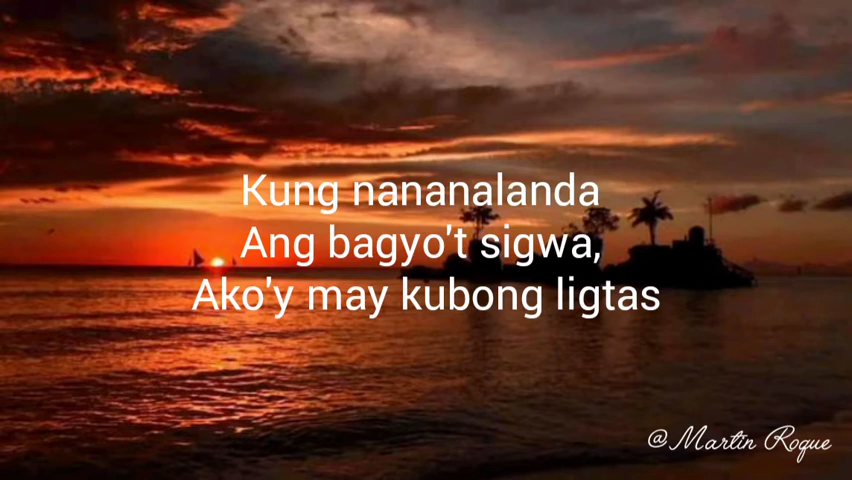 Kung nananalanda
Ang bagyo't sigwa,
Ako'y may kubong ligtas
@Martin Roque